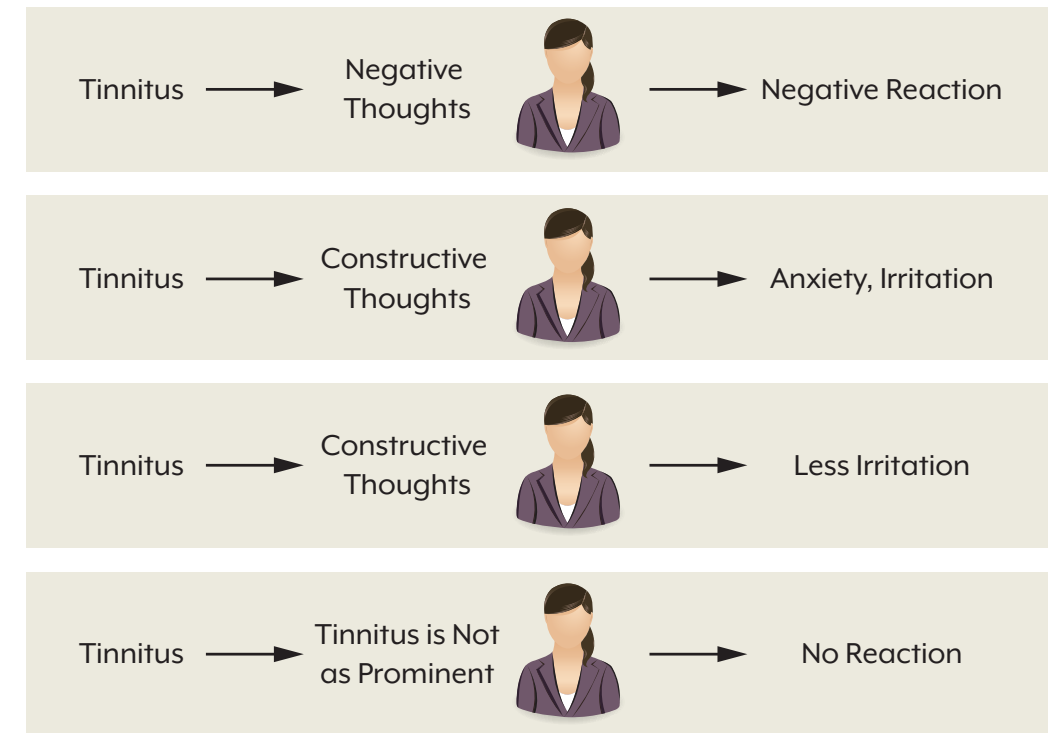 Tinnitus
Negative
Thoughts
Negative Reaction
Tinnitus
Constructive
Thoughts
Anxiety, Irritation
Tinnitus
Constructive
Thoughts
Less Irritation
Tinnitus
Tinnitus is Not
as Prominent
No Reaction